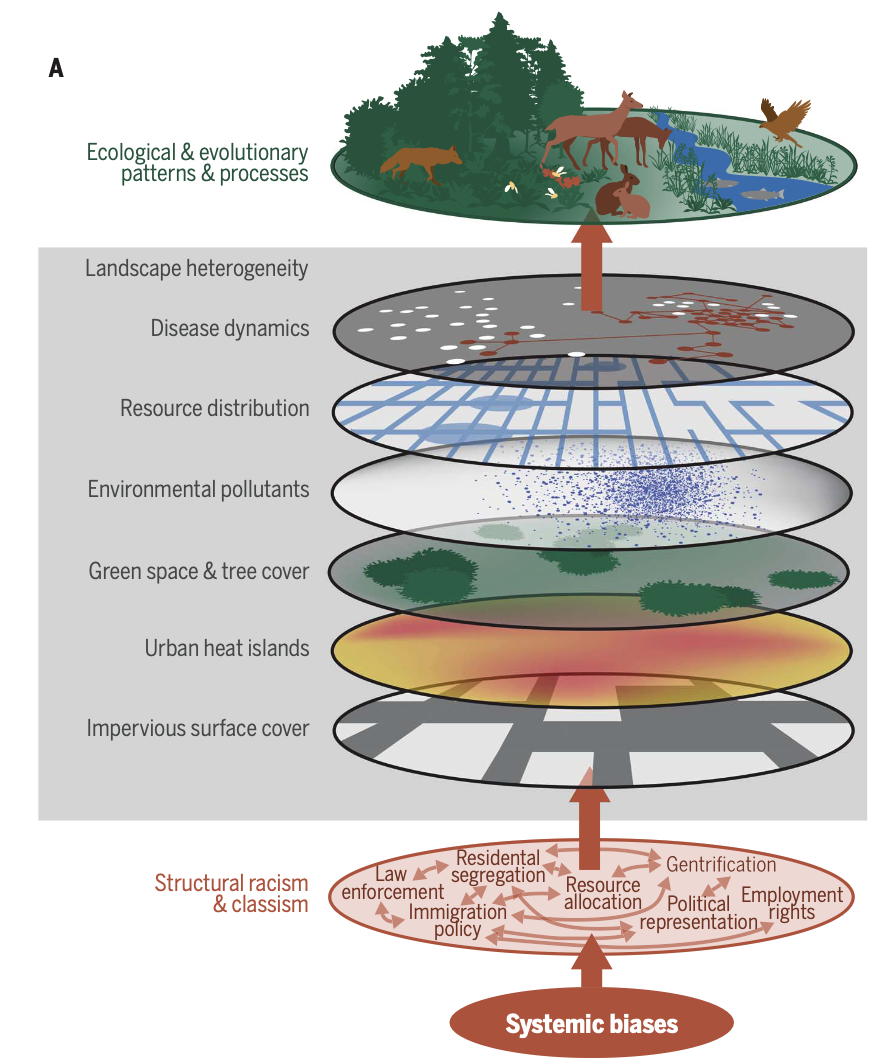 A
Ecological & evolutionary
patterns & processes
Landscape heterogeneity
Disease dynamics
Resource distribution
Environmental pollutants
Green space & tree cover
Urban heat islands
Impervious surface cover
Structural racism
& classism
Law
enforcement
Residential
segregation
Immigration
policy
Resource
allocation
Gentrification
Political
representation
Employment
rights
Systemic biases